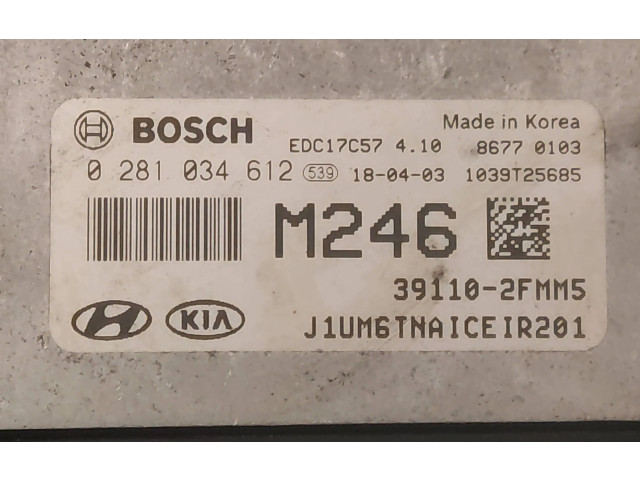 BOSCH EDC17C57 4.10 Made in Korea
8677 0103
0 281 034 612 539 18-04-03 1039T25685
M246
39110-2FMM5
KIA J1UM6TNAICEIR201